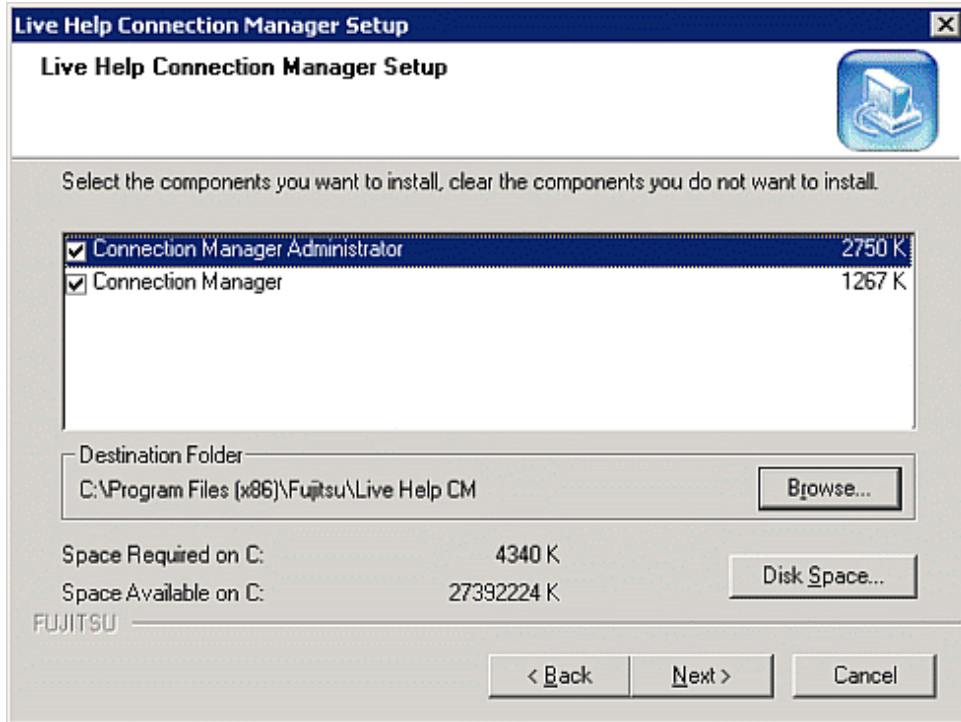 Live Help Connection Manager Setup
Live Help Connection Manager Setup
Select the components you want to install, clear the components you do not want to install.
Connection Manager Administrator 2750 K
Connection Manager 1267 K
Destination Folder
C:\Program Files (x86)\Fujitsu\Live Help CM
Browse...
Space Required on C: 4340 K
Space Available on C: 27392224 K
Disk Space...
FUJITSU
< Back Next > Cancel